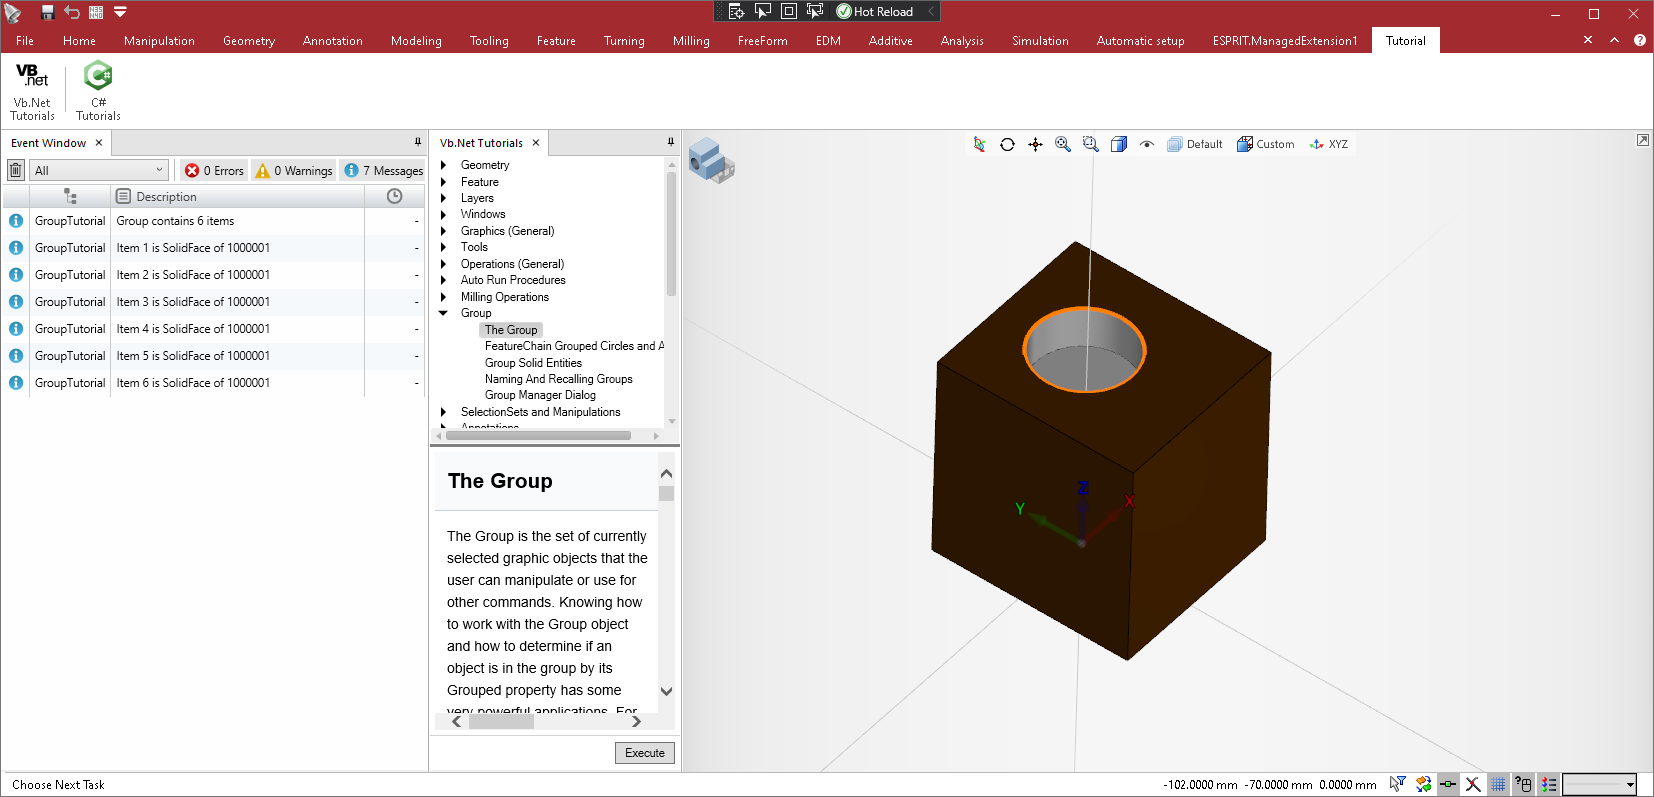 N35
N40
Hot Reload
File Home Manipulation Geometry Annotation Modeling Tooling Feature Turning Milling FreeForm EDM Additive Analysis Simulation Automatic setup ESPRIT.ManagedExtension1 Tutorial
VB .net
Vb.Net Tutorials
C# Tutorials
Event Window
All
0 Errors 0 Warnings 7 Messages
Description
GroupTutorial Group contains 6 items -
GroupTutorial Item 1 is SolidFace of 1000001 -
GroupTutorial Item 2 is SolidFace of 1000001 -
GroupTutorial Item 3 is SolidFace of 1000001 -
GroupTutorial Item 4 is SolidFace of 1000001 -
GroupTutorial Item 5 is SolidFace of 1000001 -
GroupTutorial Item 6 is SolidFace of 1000001 -
Vb.Net Tutorials
Geometry
Feature
Layers
Windows
Graphics (General)
Tools
Operations (General)
Auto Run Procedures
Milling Operations
Group
The Group
FeatureChain Grouped Circles and A
Group Solid Entities
Naming And Recalling Groups
Group Manager Dialog
SelectionSets and Manipulations
Annotations
The Group
The Group is the set of currently
selected graphic objects that the
user can manipulate or use for
other commands. Knowing how
to work with the Group object
and how to determine if an
object is in the group by its
Grouped property has some
very powerful applications. For
Execute
Default Custom XYZ
Z
X
Y
Choose Next Task
-102.0000 mm -70.0000 mm 0.0000 mm